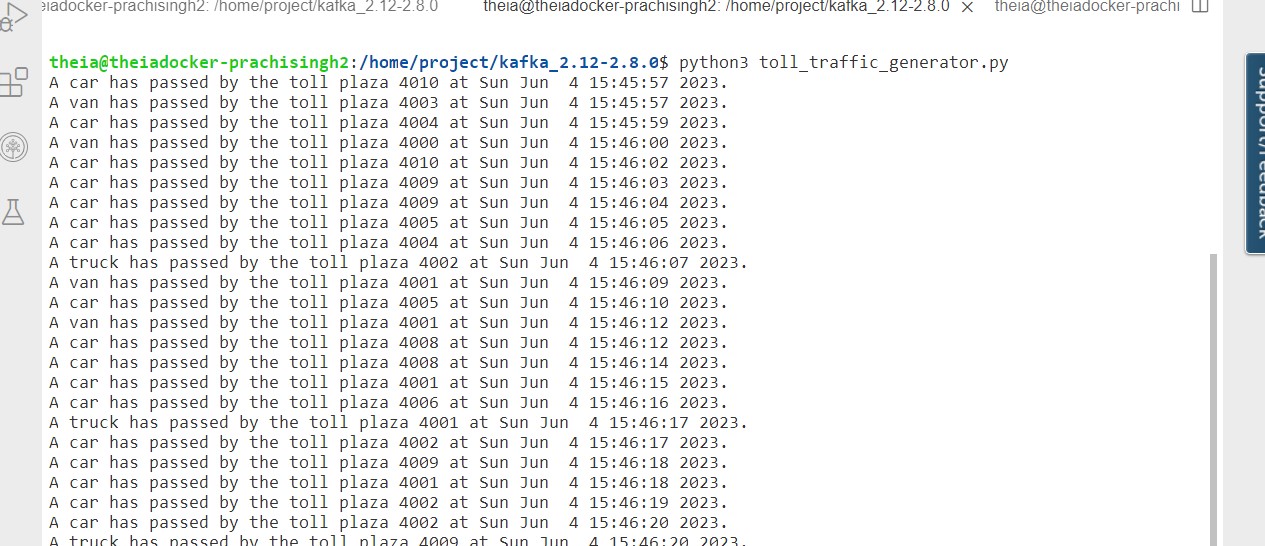 eiadocker-prachisingh2: /home/project/kafka_2.12-2.8.0 theia@theiadocker-prachisingh2: /home/project/kafka_2.12-2.8.0 × theia@theiadocker-prachi
theia@theiadocker-prachisingh2:/home/project/kafka_2.12-2.8.0$ python3 toll_traffic_generator.py
A car has passed by the toll plaza 4010 at Sun Jun  4 15:45:57 2023.
A van has passed by the toll plaza 4003 at Sun Jun  4 15:45:57 2023.
A car has passed by the toll plaza 4004 at Sun Jun  4 15:45:59 2023.
A van has passed by the toll plaza 4000 at Sun Jun  4 15:46:00 2023.
A car has passed by the toll plaza 4010 at Sun Jun  4 15:46:02 2023.
A car has passed by the toll plaza 4009 at Sun Jun  4 15:46:03 2023.
A car has passed by the toll plaza 4009 at Sun Jun  4 15:46:04 2023.
A car has passed by the toll plaza 4005 at Sun Jun  4 15:46:05 2023.
A car has passed by the toll plaza 4004 at Sun Jun  4 15:46:06 2023.
A truck has passed by the toll plaza 4002 at Sun Jun  4 15:46:07 2023.
A van has passed by the toll plaza 4001 at Sun Jun  4 15:46:09 2023.
A car has passed by the toll plaza 4005 at Sun Jun  4 15:46:10 2023.
A van has passed by the toll plaza 4001 at Sun Jun  4 15:46:12 2023.
A car has passed by the toll plaza 4008 at Sun Jun  4 15:46:12 2023.
A car has passed by the toll plaza 4008 at Sun Jun  4 15:46:14 2023.
A car has passed by the toll plaza 4001 at Sun Jun  4 15:46:15 2023.
A car has passed by the toll plaza 4006 at Sun Jun  4 15:46:16 2023.
A truck has passed by the toll plaza 4001 at Sun Jun  4 15:46:17 2023.
A car has passed by the toll plaza 4002 at Sun Jun  4 15:46:17 2023.
A car has passed by the toll plaza 4009 at Sun Jun  4 15:46:18 2023.
A car has passed by the toll plaza 4001 at Sun Jun  4 15:46:18 2023.
A car has passed by the toll plaza 4002 at Sun Jun  4 15:46:19 2023.
A car has passed by the toll plaza 4002 at Sun Jun  4 15:46:20 2023.
A truck has passed by the toll plaza 4009 at Sun Jun  4 15:46:20 2023.
Support/Feedback